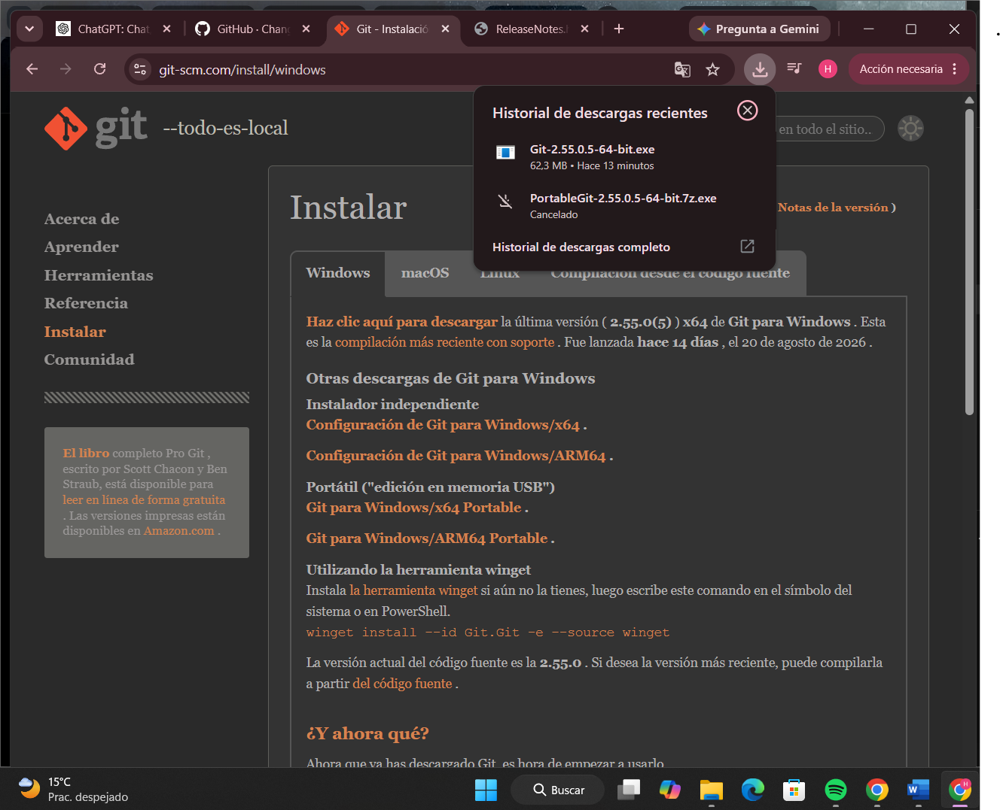 ChatGPT: Chat
GitHub · Chan
Git - Instalació
ReleaseNotes.
Pregunta a Gemini
git-scm.com/install/windows
H
Acción necesaria
git --todo-es-local
en todo el sitio..
Historial de descargas recientes
Git-2.55.0.5-64-bit.exe
62,3 MB • Hace 13 minutos
PortableGit-2.55.0.5-64-bit.7z.exe
Cancelado
Historial de descargas completo
Acerca de
Aprender
Herramientas
Referencia
Instalar
Comunidad
El libro completo Pro Git ,
escrito por Scott Chacon y Ben
Straub, está disponible para
leer en línea de forma gratuita
. Las versiones impresas están
disponibles en Amazon.com .
Instalar
Notas de la versión )
Windows macOS Linux Compilación desde el código fuente
Haz clic aquí para descargar la última versión ( 2.55.0(5) ) x64 de Git para Windows . Esta
es la compilación más reciente con soporte . Fue lanzada hace 14 días , el 20 de agosto de 2026 .
Otras descargas de Git para Windows
Instalador independiente
Configuración de Git para Windows/x64 .
Configuración de Git para Windows/ARM64 .
Portátil ("edición en memoria USB")
Git para Windows/x64 Portable .
Git para Windows/ARM64 Portable .
Utilizando la herramienta winget
Instala la herramienta winget si aún no la tienes, luego escribe este comando en el símbolo del
sistema o en PowerShell.
winget install --id Git.Git -e --source winget
La versión actual del código fuente es la 2.55.0 . Si desea la versión más reciente, puede compilarla
a partir del código fuente .
¿Y ahora qué?
Ahora que ya has descargado Git, es hora de empezar a usarlo.
15°C
Prac. despejado
Buscar